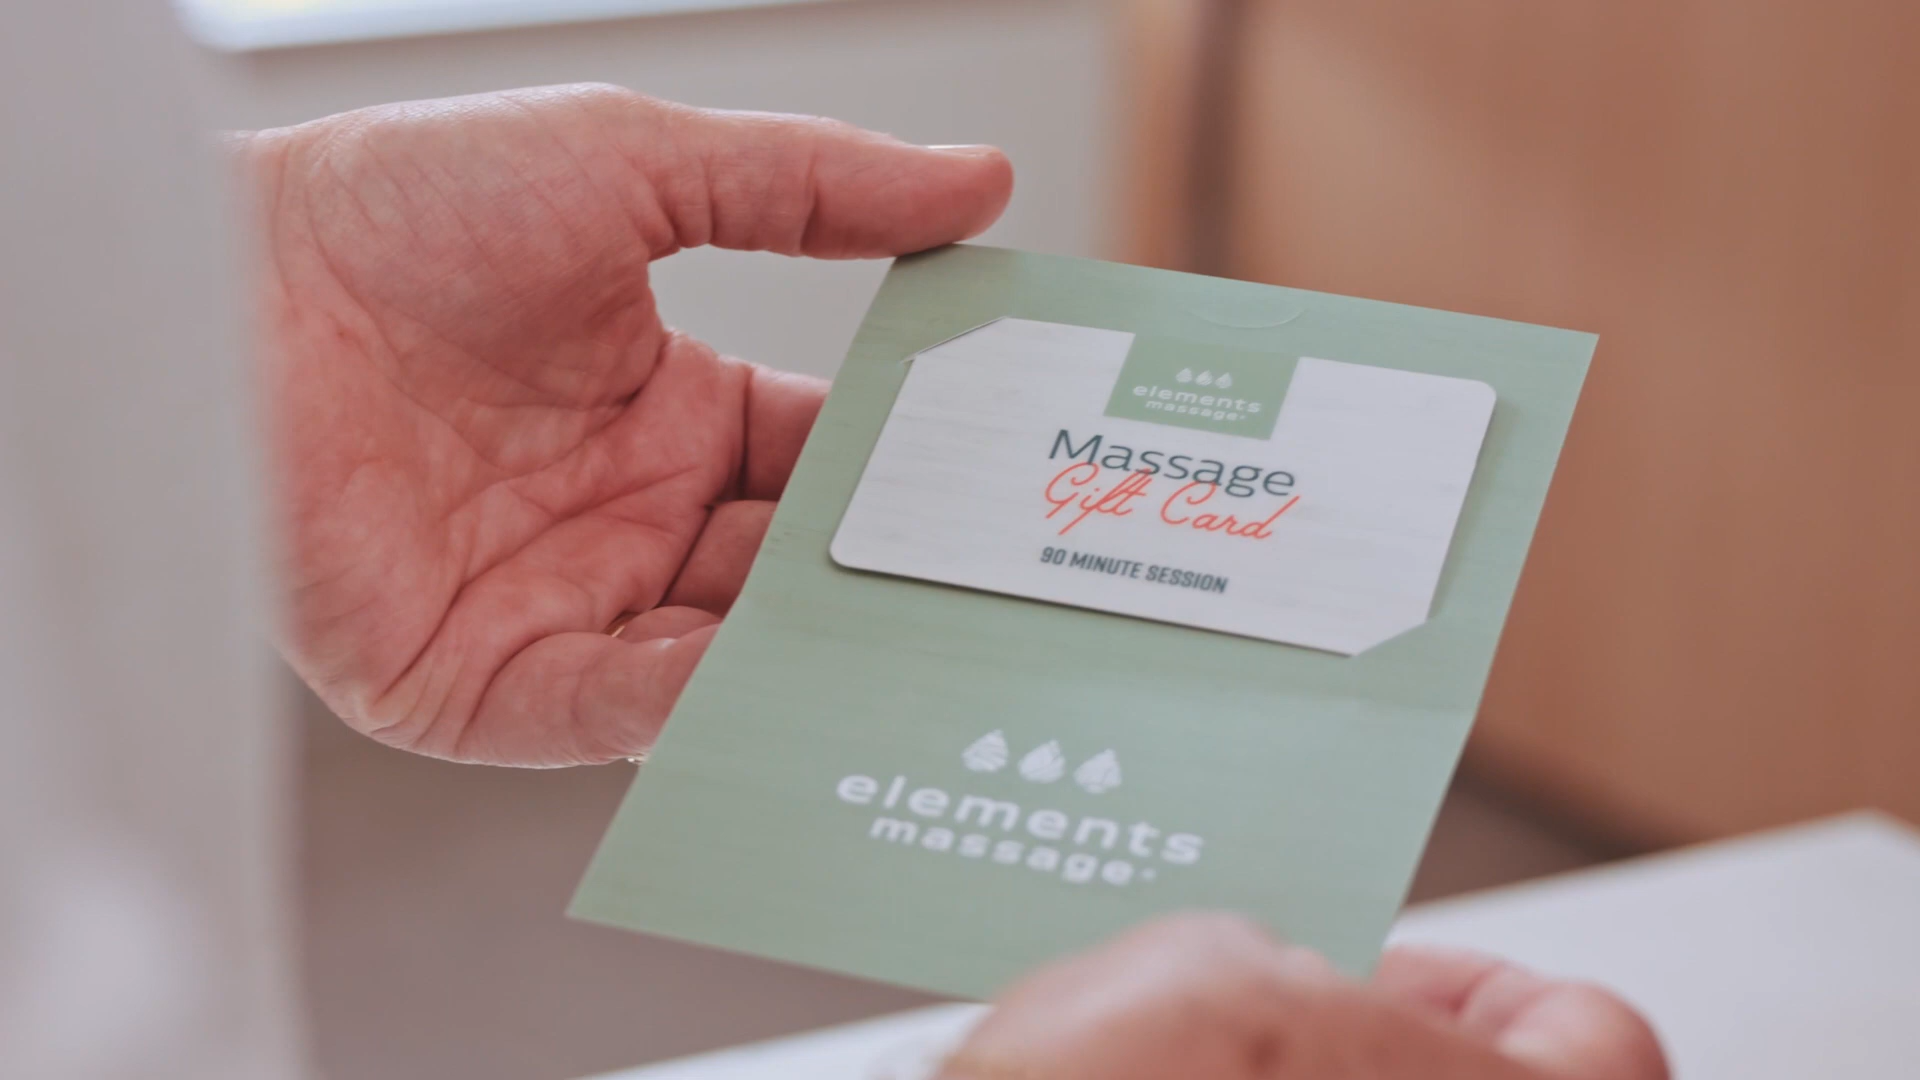 elements
massage
Massage
Gift Card
90 MINUTE SESSION
elements
massage